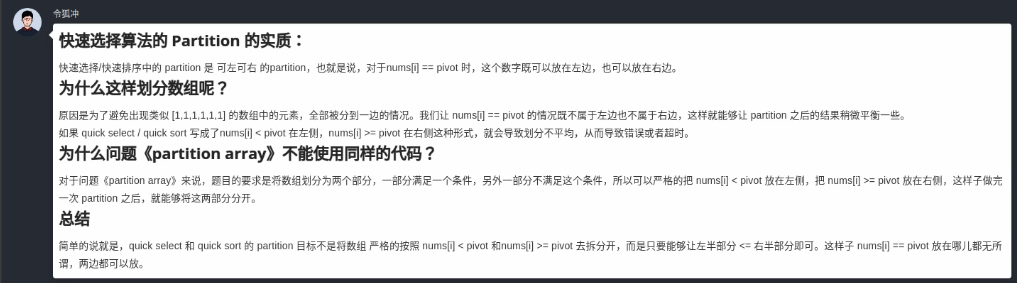 令狐冲
快速选择算法的 Partition 的实质：
快速选择/快速排序中的 partition 是 可左可右 的partition，也就是说，对于nums[i] == pivot 时，这个数字既可以放在左边，也可以放在右边。
为什么这样划分数组呢？
原因是为了避免出现类似 [1,1,1,1,1,1] 的数组中的元素，全部被分到一边的情况。我们让 nums[i] == pivot 的情况既不属于左边也不属于右边，这样就能够让 partition 之后的结果稍微平衡一些。
如果 quick select / quick sort 写成了nums[i] < pivot 在左侧，nums[i] >= pivot 在右侧这种形式，就会导致划分不平均，从而导致错误或者超时。
为什么问题《partition array》不能使用同样的代码？
对于问题《partition array》来说，题目的要求是将数组划分为两个部分，一部分满足一个条件，另外一部分不满足这个条件，所以可以严格的把 nums[i] < pivot 放在左侧，把 nums[i] >= pivot 放在右侧，这样子做完
一次 partition 之后，就能够将这两部分分开。
总结
简单的说就是，quick select 和 quick sort 的 partition 目标不是将数组 严格的按照 nums[i] < pivot 和nums[i] >= pivot 去拆分开，而是只要能够让左半部分 <= 右半部分即可。这样子 nums[i] == pivot 放在哪儿都无所
谓，两边都可以放。